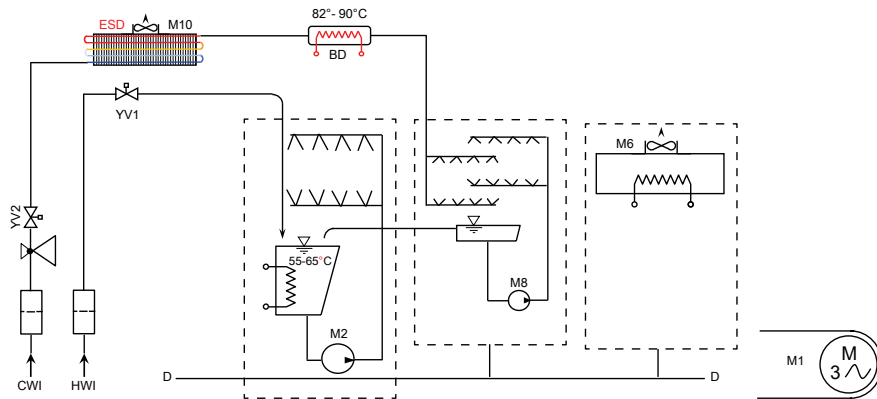 82°- 90°C
ESD
M10
BD
YV1
M6
YV2
55-65°C
M8
M2
M1
M
3
CWI
HWI
D
D